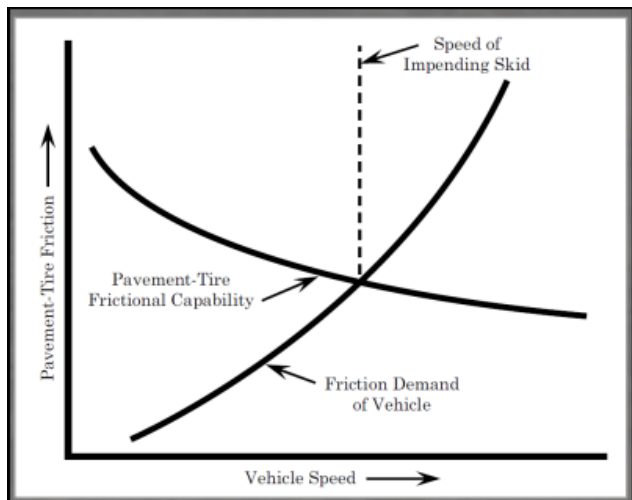 Speed of
Impending Skid
Pavement-Tire Friction
Pavement-Tire
Frictional Capability
Friction Demand
of Vehicle
Vehicle Speed